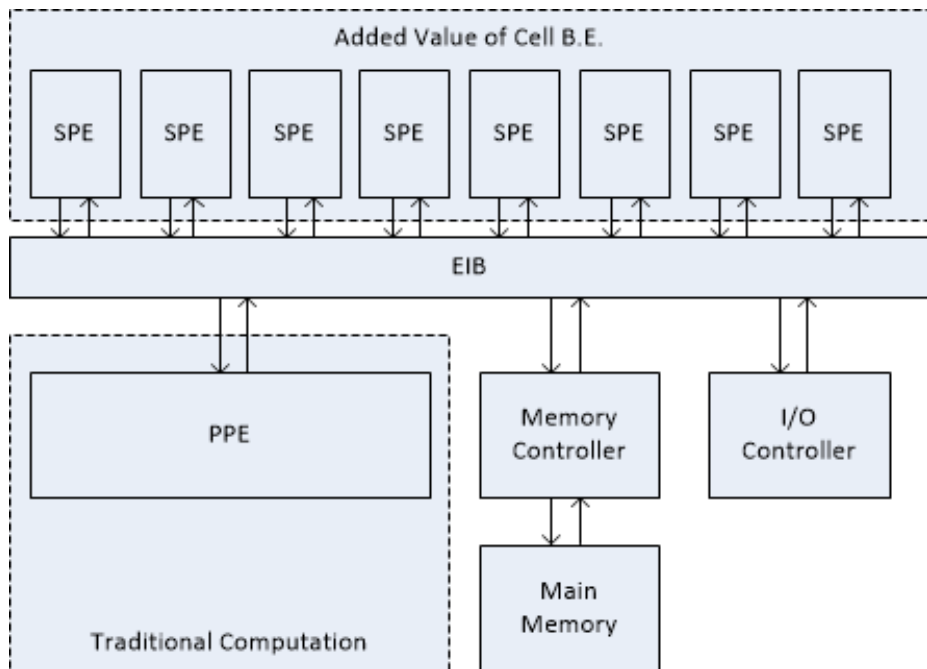 Added Value of Cell B.E.
SPE
SPE
SPE
SPE
SPE
SPE
SPE
SPE
EIB
PPE
Memory
Controller
I/O
Controller
Main
Memory
Traditional Computation